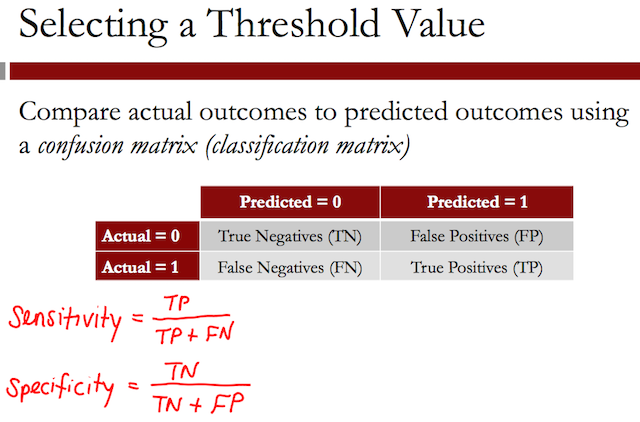 Selecting a Threshold Value
Compare actual outcomes to predicted outcomes using
a confusion matrix (classification matrix)
Predicted = 0 Predicted = 1
Actual = 0 True Negatives (TN) False Positives (FP)
Actual = 1 False Negatives (FN) True Positives (TP)
Sensitivity = TP / TP + FN
Specificity = TN / TN + FP